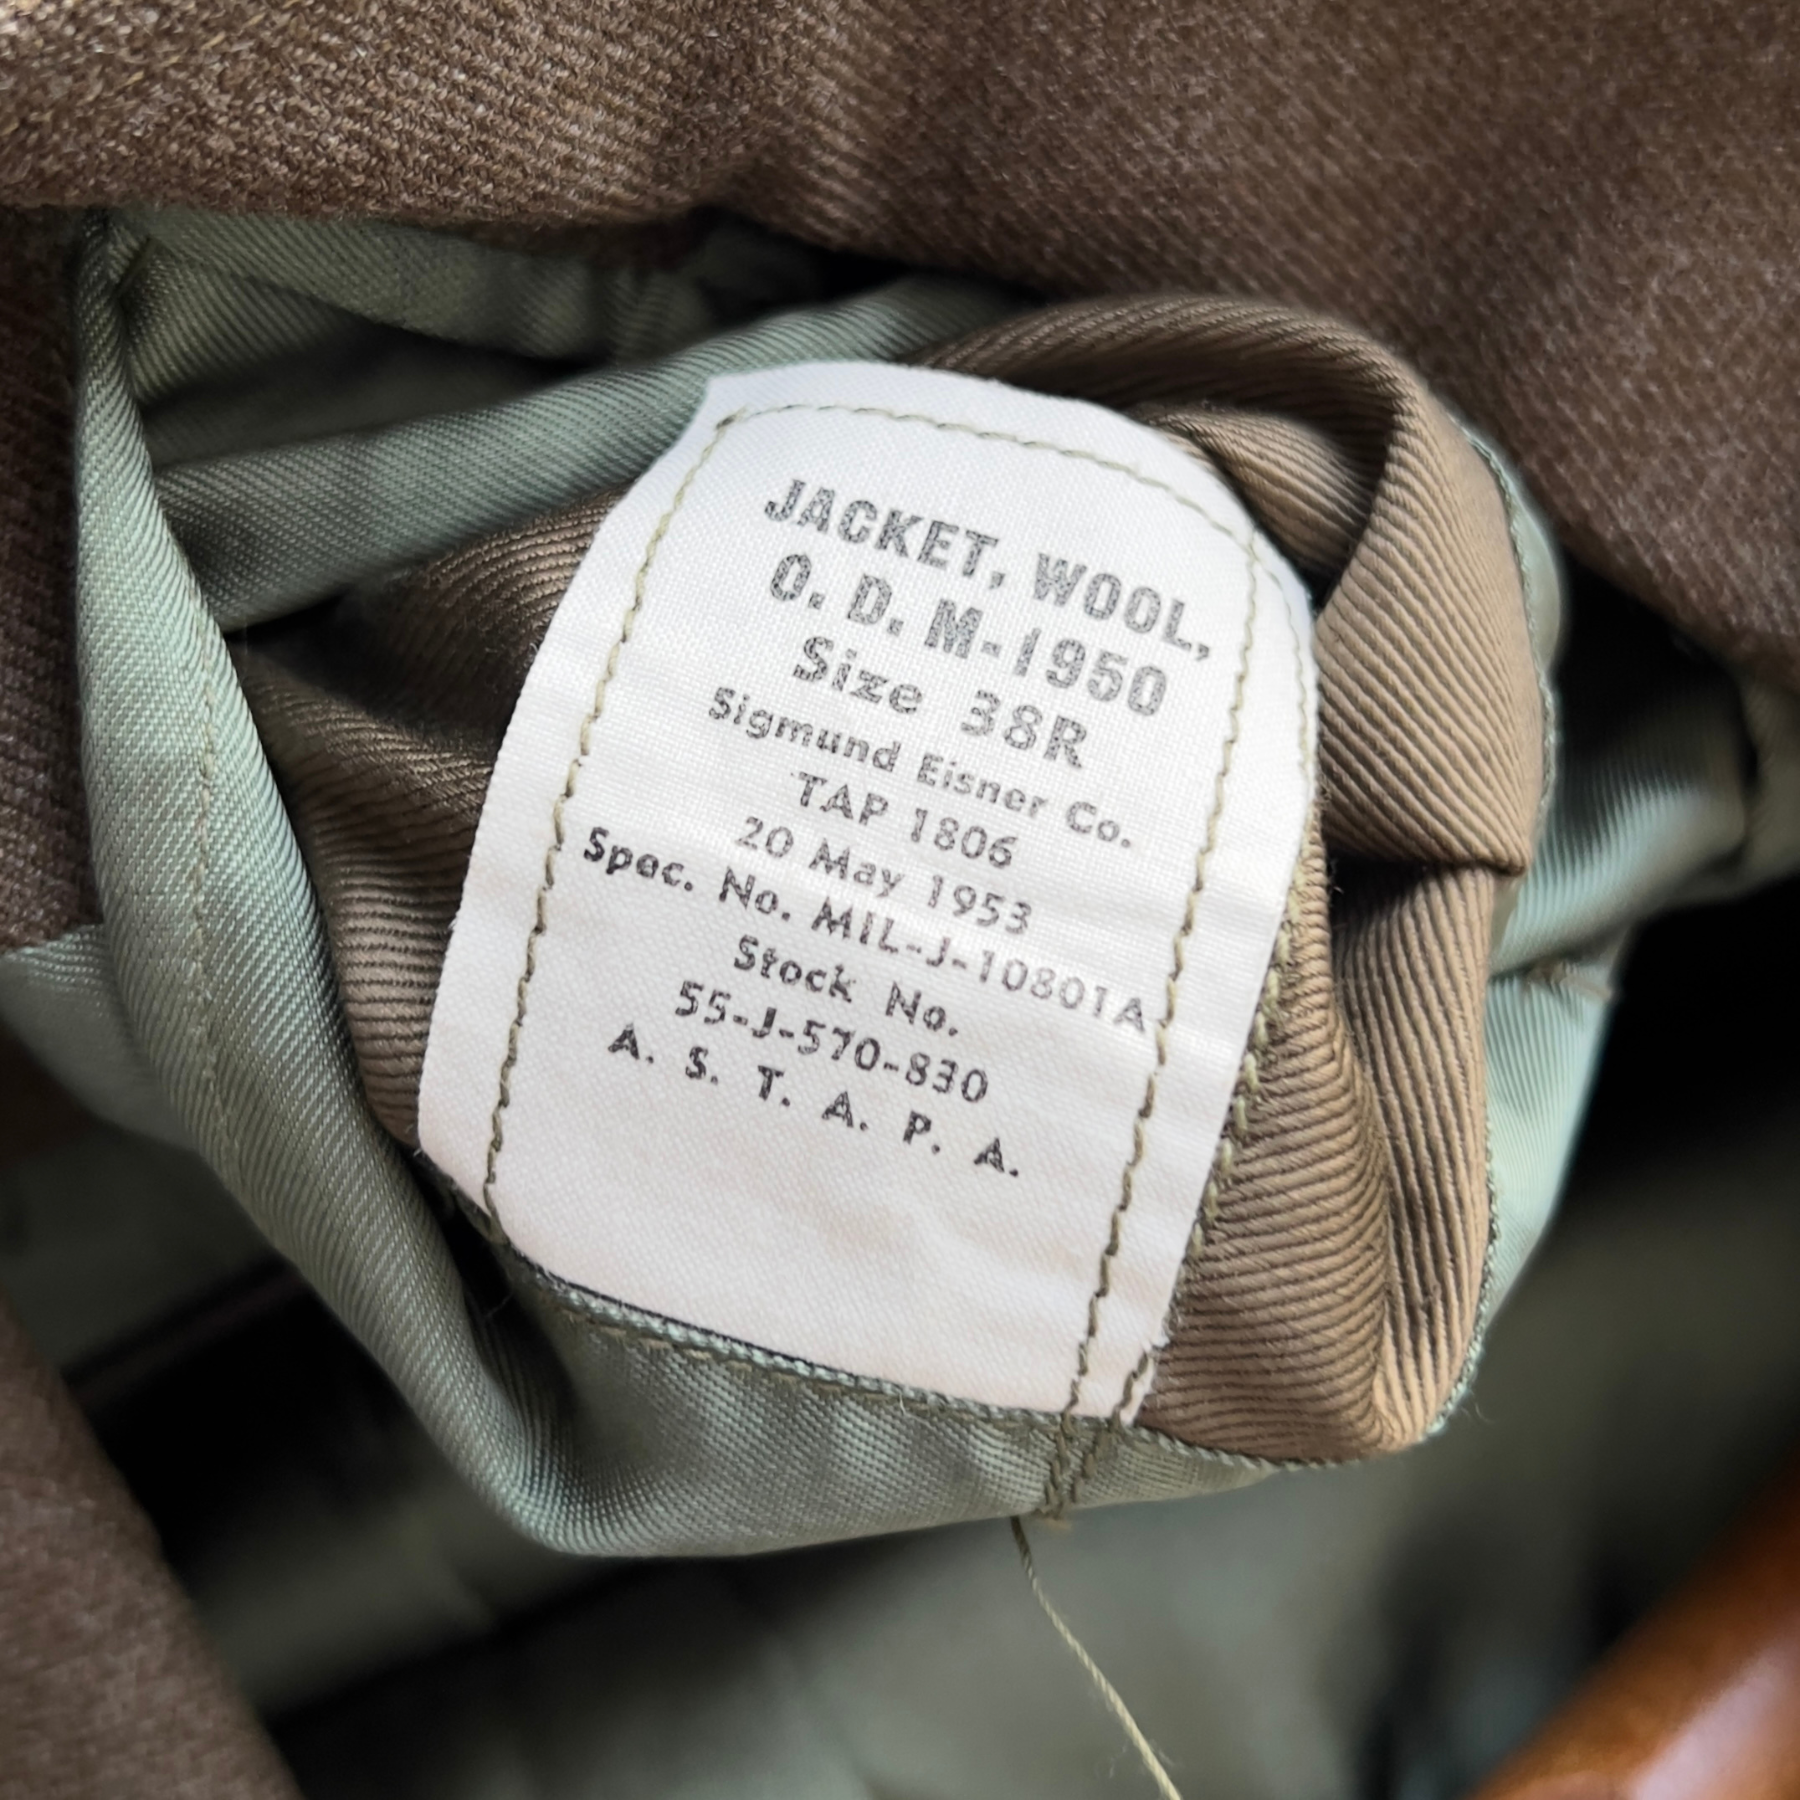 JACKET, WOOL,
O. D. M-1950
Size 38R
Sigmund Eisner Co.
TAP 1806
20 May 1953
Spec. No. MIL-J-10801A
Stock No.
55-J-570-830
A. S. T. A. P. A.